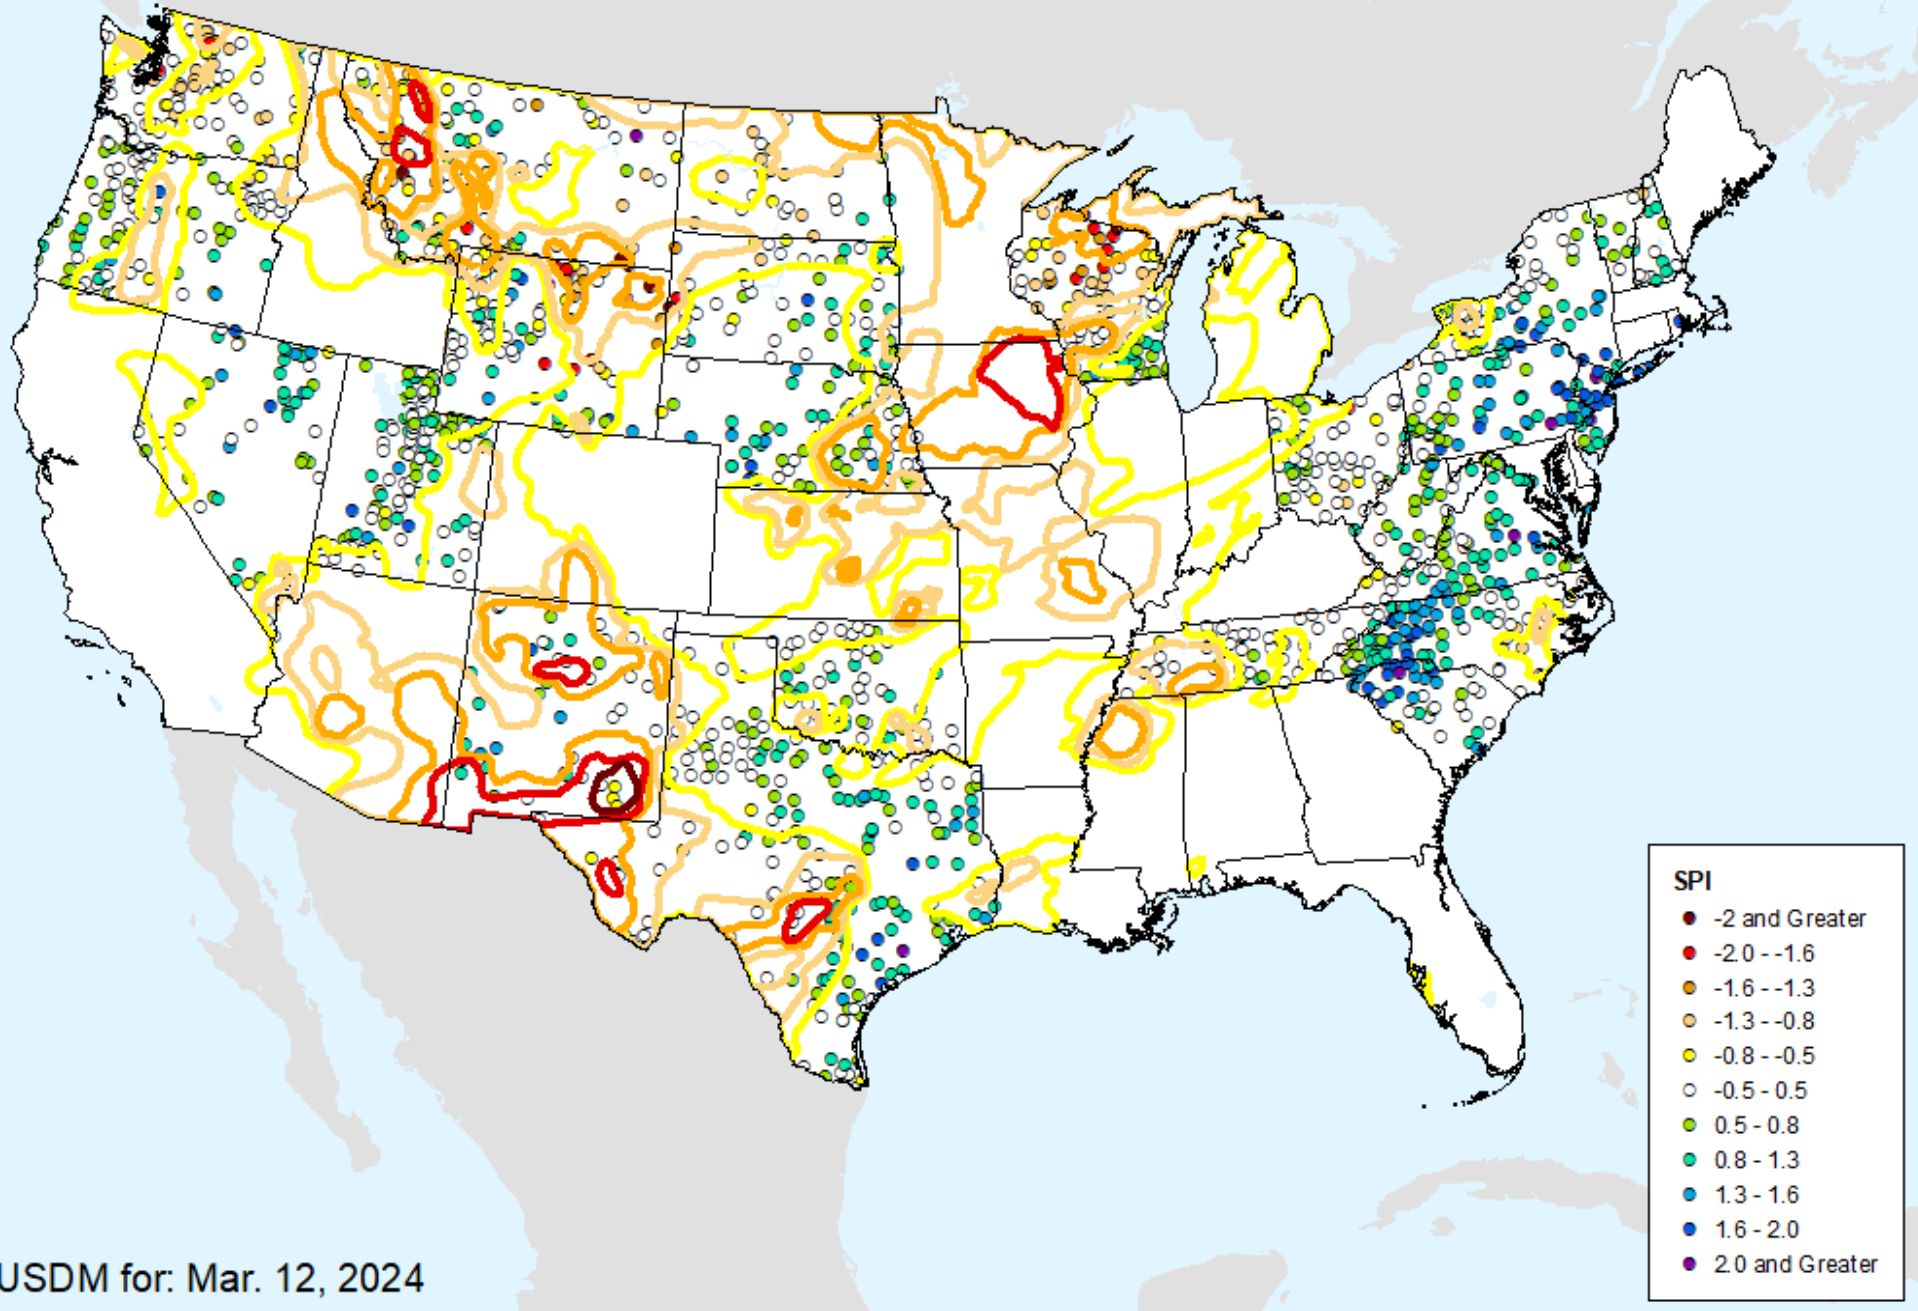 SPI
-2 and Greater
-2.0 - -1.6
-1.6 - -1.3
-1.3 - -0.8
-0.8 - -0.5
-0.5 - 0.5
0.5 - 0.8
0.8 - 1.3
1.3 - 1.6
1.6 - 2.0
2.0 and Greater
USDM for: Mar. 12, 2024